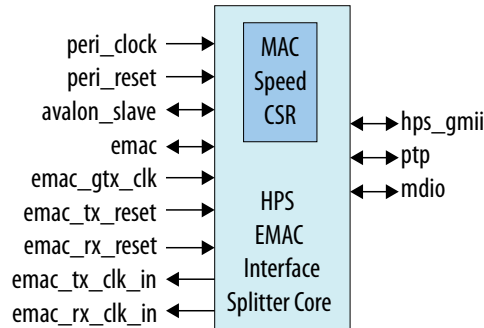 peri_clock
peri_reset
avalon_slave
emac
emac_gtx_clk
emac_tx_reset
emac_rx_reset
emac_tx_clk_in
emac_rx_clk_in
MAC
Speed
CSR
HPS
EMAC
Interface
Splitter Core
hps_gmii
ptp
mdio